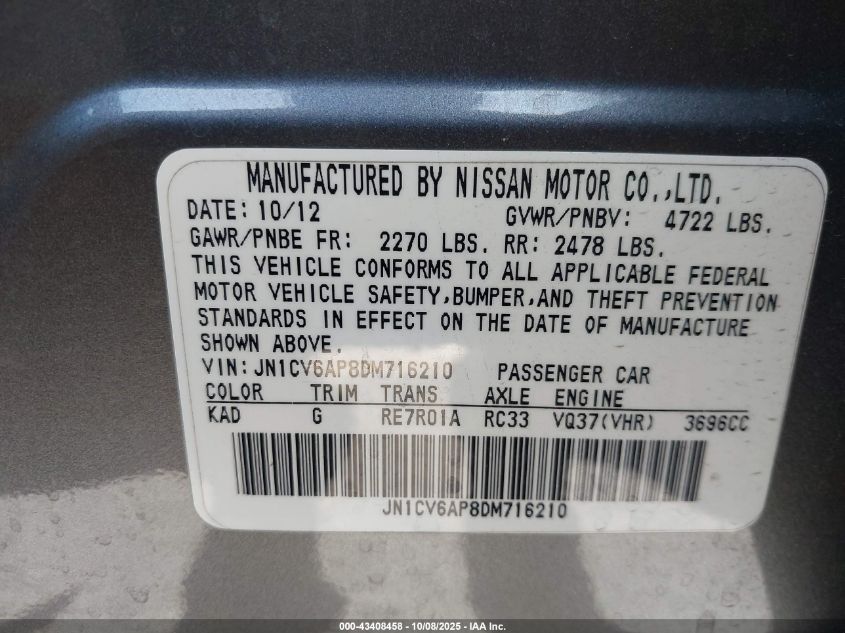 MANUFACTURED BY NISSAN MOTOR CO.,LTD.
DATE: 10/12 GVWR/PNBV: 4722 LBS.
GAWR/PNBE FR: 2270 LBS. RR: 2478 LBS.
THIS VEHICLE CONFORMS TO ALL APPLICABLE FEDERAL
MOTOR VEHICLE SAFETY,BUMPER,AND THEFT PREVENTION
STANDARDS IN EFFECT ON THE DATE OF MANUFACTURE
SHOWN ABOVE.
VIN: JN1CV6AP8DM716210 PASSENGER CAR
COLOR TRIM TRANS AXLE ENGINE
KAD G RE7R01A RC33 VQ37(VHR) 3696CC
JN1CV6AP8DM716210
000-43408458 - 10/08/2025 - IAA Inc.